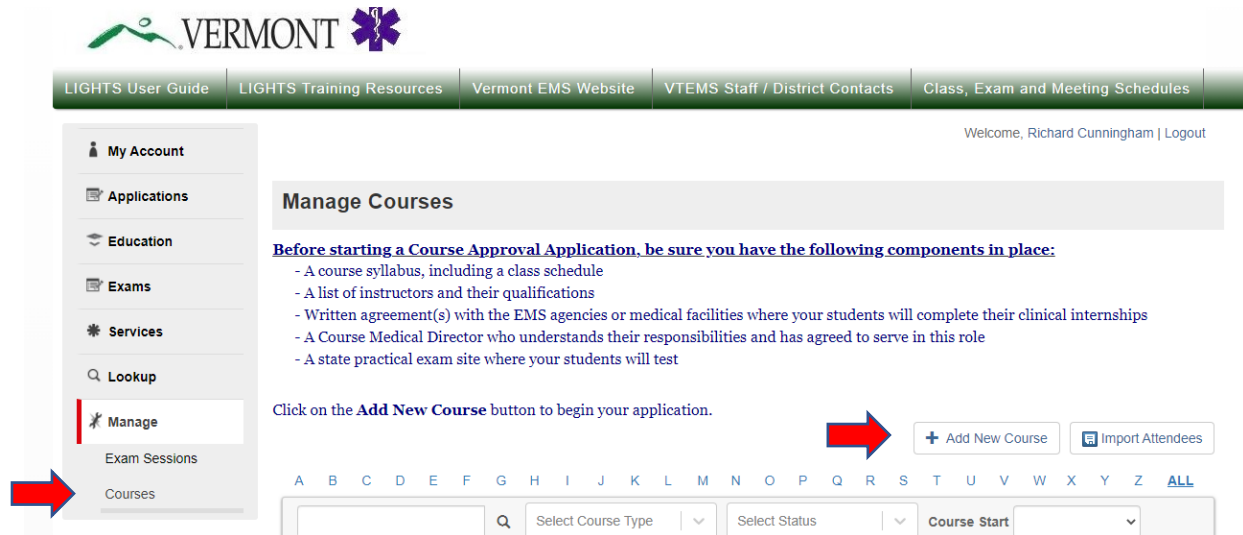 VERMONT
LIGHTS User Guide LIGHTS Training Resources Vermont EMS Website VTEMS Staff / District Contacts Class, Exam and Meeting Schedules
Welcome, Richard Cunningham | Logout
My Account
Applications
Education
Exams
Services
Lookup
Manage
Exam Sessions
Courses
Manage Courses
Before starting a Course Approval Application, be sure you have the following components in place:
- A course syllabus, including a class schedule
- A list of instructors and their qualifications
- Written agreement(s) with the EMS agencies or medical facilities where your students will complete their clinical internships
- A Course Medical Director who understands their responsibilities and has agreed to serve in this role
- A state practical exam site where your students will test
Click on the Add New Course button to begin your application.
+ Add New Course Import Attendees
A B C D E F G H I J K L M N O P Q R S T U V W X Y Z ALL
Select Course Type Select Status Course Start